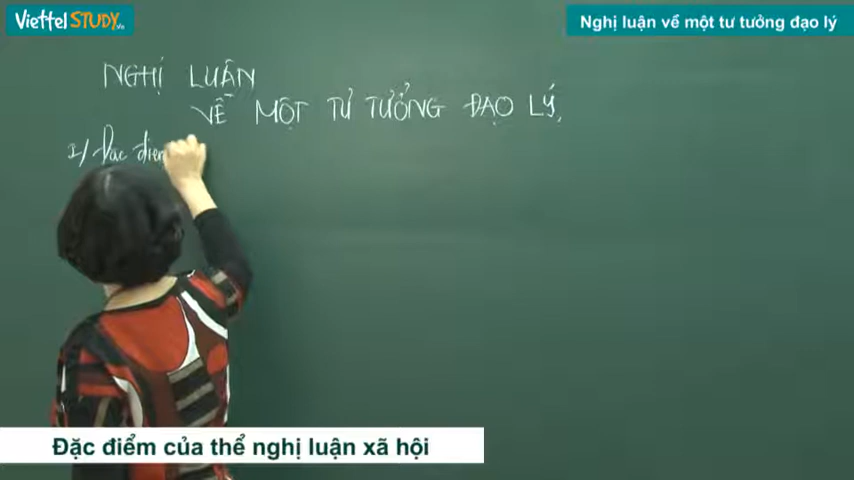 ViettelSTUDY.vn
Nghị luận về một tư tưởng đạo lý
NGHỊ LUẬN
VỀ MỘT TƯ TƯỞNG ĐẠO LÝ
I/ Đặc điểm
Đặc điểm của thể nghị luận xã hội